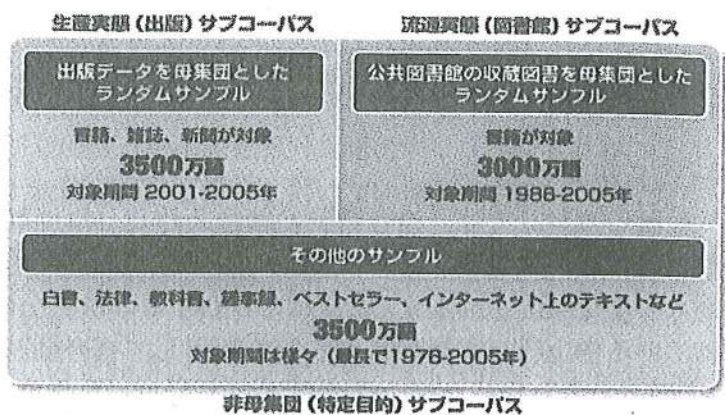 生産実態(出版)サブコーパス
出版データを母集団とした
ランダムサンプル
書籍、雑誌、新聞が対象
3500万語
対象期間 2001-2005年
流通実態(図書館)サブコーパス
公共図書館の収蔵図書を母集団とした
ランダムサンプル
書籍が対象
3000万語
対象期間 1986-2005年
その他のサンプル
白書、法律、教科書、議事録、ベストセラー、インターネット上のテキストなど
3500万語
対象期間は様々(最長で1976-2005年)
非母集団(特定目的)サブコーパス